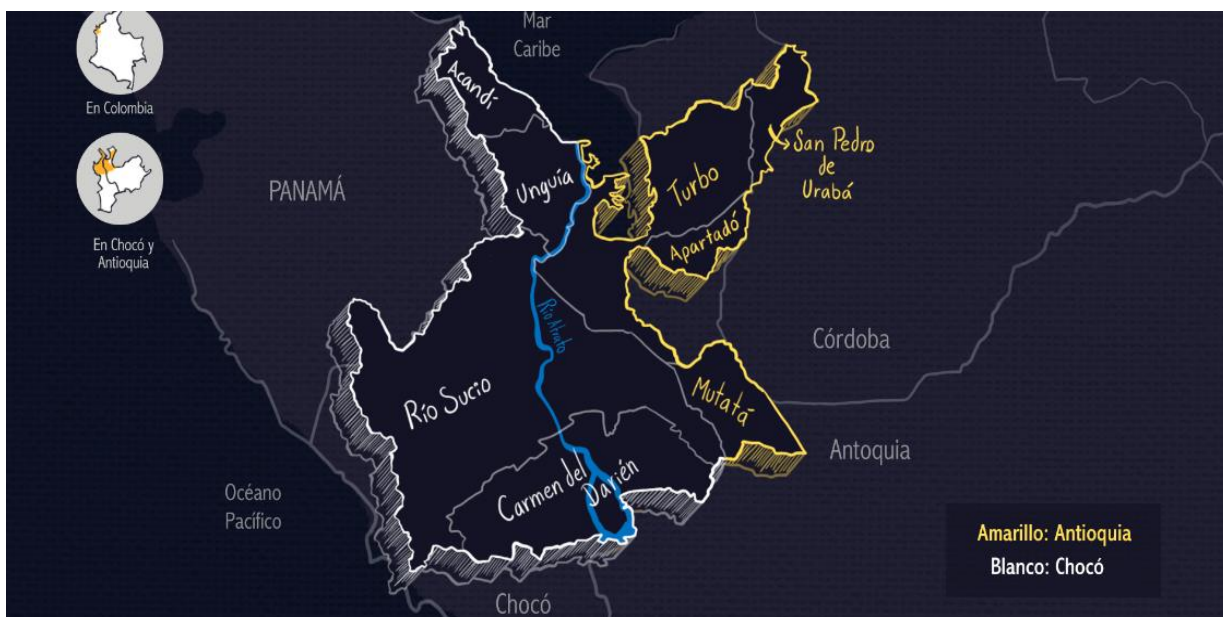 En Colombia
En Chocó y
Antioquia
PANAMÁ
Océano
Pacífico
Mar
Caribe
Acandí
Unguía
Río Sucio
Río Atrato
Carmen del
Darién
Chocó
Turbo
Apartadó
San Pedro
de
Urabá
Mutatá
Córdoba
Antoquia
Amarillo: Antioquia
Blanco: Chocó